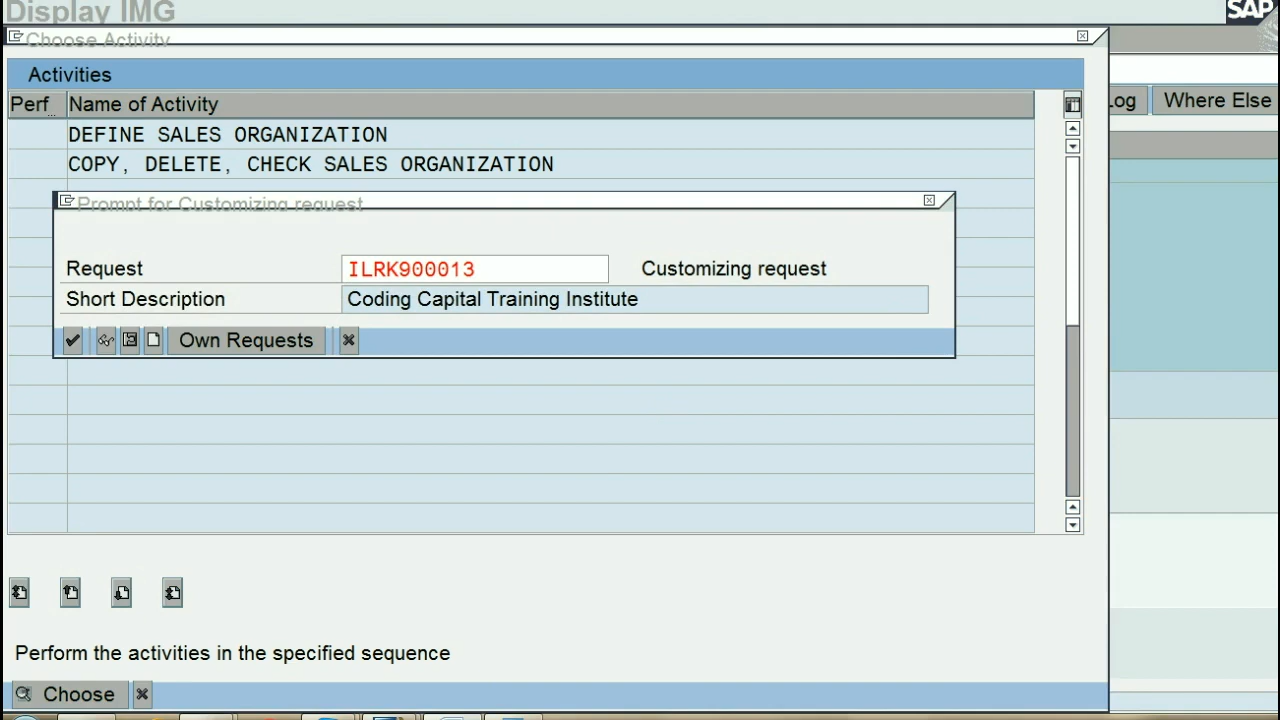 Display IMG
SAP
Choose Activity
Activities
Log
Where Else
Perf
Name of Activity
DEFINE SALES ORGANIZATION
COPY, DELETE, CHECK SALES ORGANIZATION
Prompt for Customizing request
Request
ILRK900013
Customizing request
Short Description
Coding Capital Training Institute
Own Requests
Perform the activities in the specified sequence
Choose